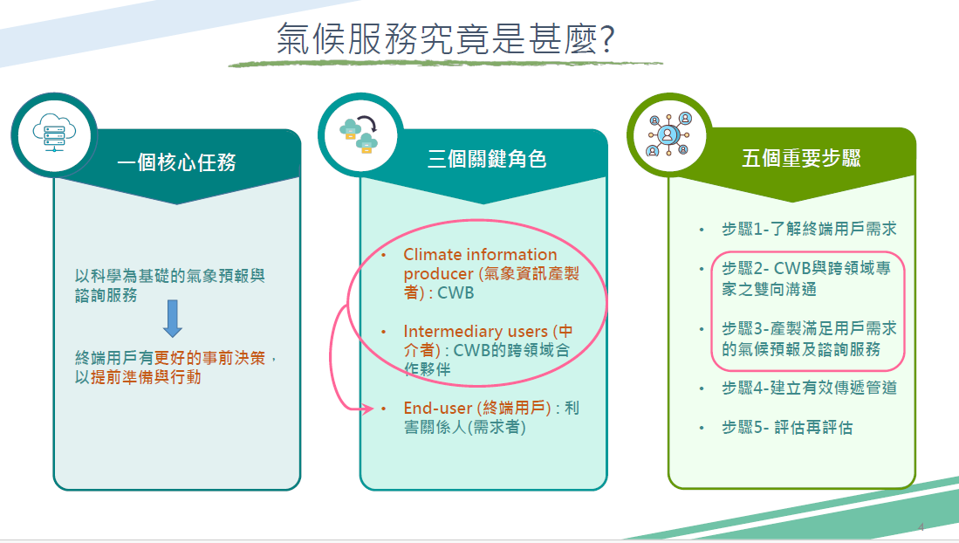 氣候服務究竟是甚麼?
一個核心任務
以科學為基礎的氣象預報與
諮詢服務
終端用戶有更好的事前決策，
以提前準備與行動
三個關鍵角色
• Climate information
producer (氣象資訊產製
者) : CWB
• Intermediary users (中
介者) : CWB的跨領域合
作夥伴
• End-user (終端用戶) : 利
害關係人(需求者)
五個重要步驟
• 步驟1-了解終端用戶需求
• 步驟2- CWB與跨領域專
家之雙向溝通
• 步驟3-產製滿足用戶需求
的氣候預報及諮詢服務
• 步驟4-建立有效傳遞管道
• 步驟5- 評估再評估
4